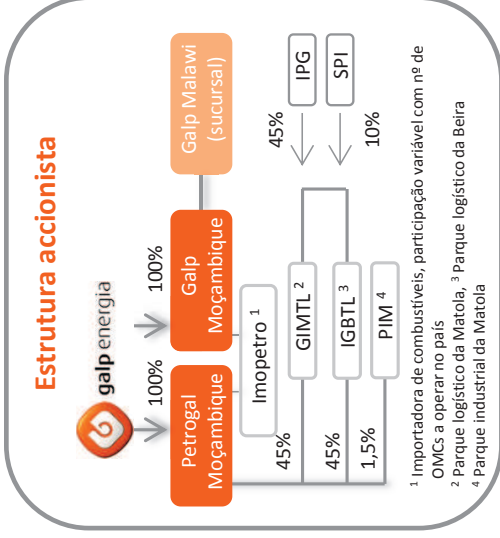 Estrutura accionista
galp energia
100%
100%
Petrogal
Moçambique
Galp
Moçambique
Galp Malawi
(sucursal)
Imopetro ¹
45%
GIMTL ²
45%
IPG
45%
IGBTL ³
10%
SPI
1,5%
PIM ⁴
¹ Importadora de combustíveis, participação variável com nº de
OMCs a operar no país
² Parque logístico da Matola, ³ Parque logístico da Beira
⁴ Parque industrial da Matola